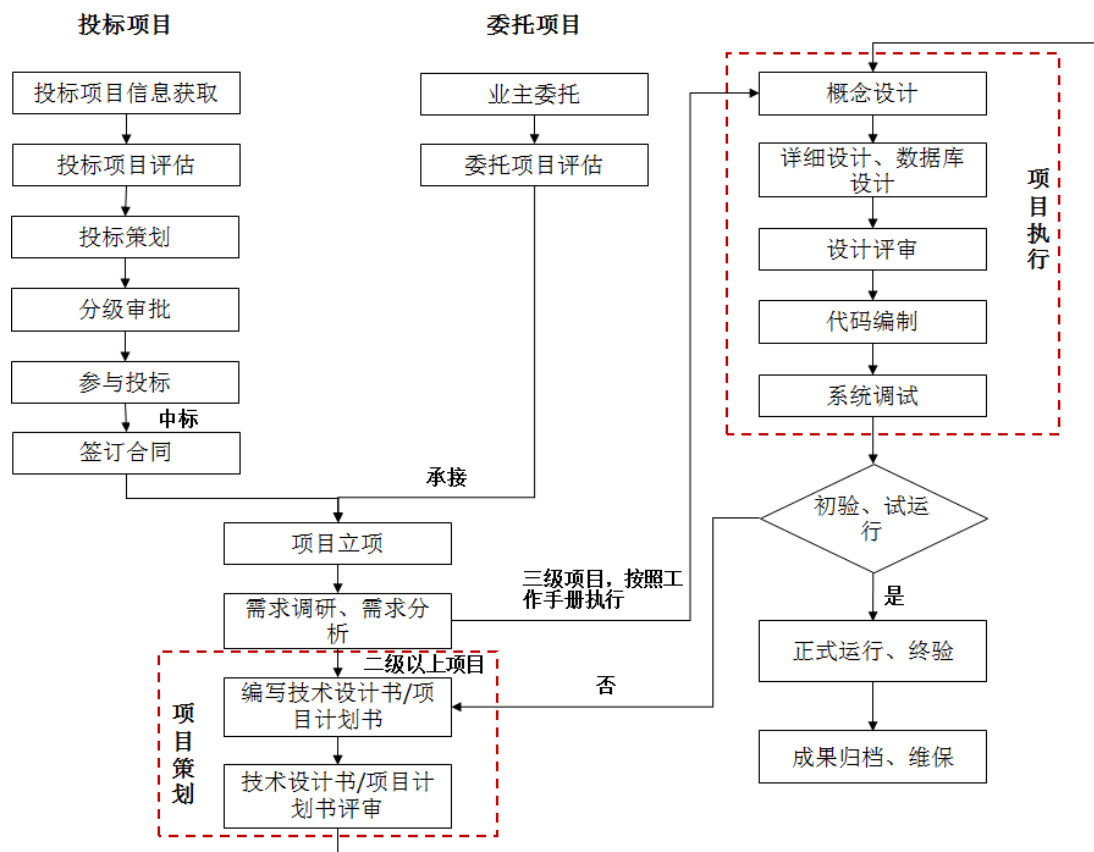 投标项目
委托项目
投标项目信息获取
投标项目评估
投标策划
分级审批
参与投标
中标
签订合同
业主委托
委托项目评估
承接
项目立项
需求调研、需求分
析
三级项目，按照工
作手册执行
二级以上项目
项目策划
编写技术设计书/项
目计划书
技术设计书/项目计
划书评审
项目执行
概念设计
详细设计、数据库
设计
设计评审
代码编制
系统调试
初验、试运
行
是
否
正式运行、终验
成果归档、维保